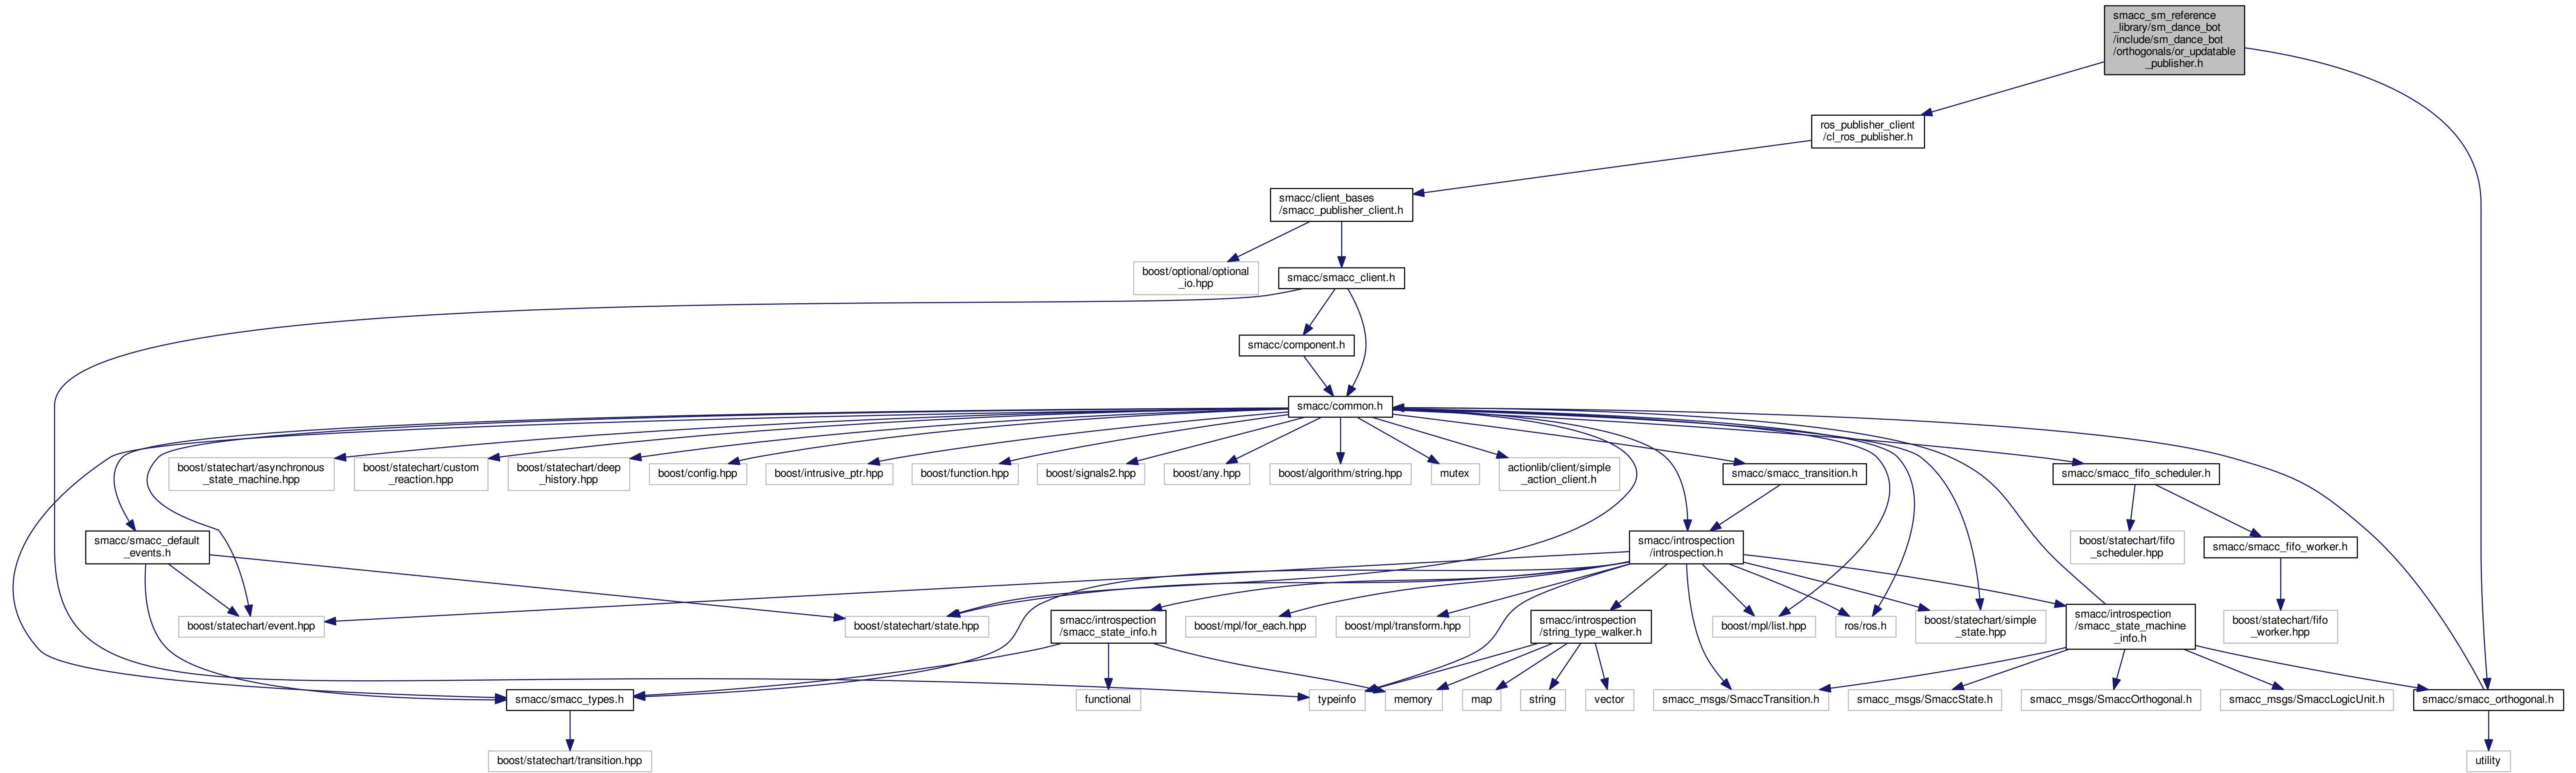 smacc_sm_reference
_library/sm_dance_bot
/include/sm_dance_bot
/orthogonals/or_updatable
_publisher.h
ros_publisher_client
/cl_ros_publisher.h
smacc/client_bases
/smacc_publisher_client.h
boost/optional/optional
_io.hpp
smacc/smacc_client.h
smacc/component.h
smacc/common.h
boost/statechart/asynchronous
_state_machine.hpp
boost/statechart/custom
_reaction.hpp
boost/statechart/deep
_history.hpp
boost/config.hpp
boost/intrusive_ptr.hpp
boost/function.hpp
boost/signals2.hpp
boost/any.hpp
boost/algorithm/string.hpp
mutex
actionlib/client/simple
_action_client.h
smacc/smacc_transition.h
smacc/smacc_fifo_scheduler.h
smacc/smacc_default
_events.h
smacc/introspection
/introspection.h
boost/statechart/fifo
_scheduler.hpp
smacc/smacc_fifo_worker.h
boost/statechart/event.hpp
boost/statechart/state.hpp
smacc/introspection
/smacc_state_info.h
boost/mpl/for_each.hpp
boost/mpl/transform.hpp
smacc/introspection
/string_type_walker.h
boost/mpl/list.hpp
ros/ros.h
boost/statechart/simple
_state.hpp
smacc/introspection
/smacc_state_machine
_info.h
boost/statechart/fifo
_worker.hpp
smacc/smacc_types.h
functional
typeinfo
memory
map
string
vector
smacc_msgs/SmaccTransition.h
smacc_msgs/SmaccState.h
smacc_msgs/SmaccOrthogonal.h
smacc_msgs/SmaccLogicUnit.h
smacc/smacc_orthogonal.h
boost/statechart/transition.hpp
utility